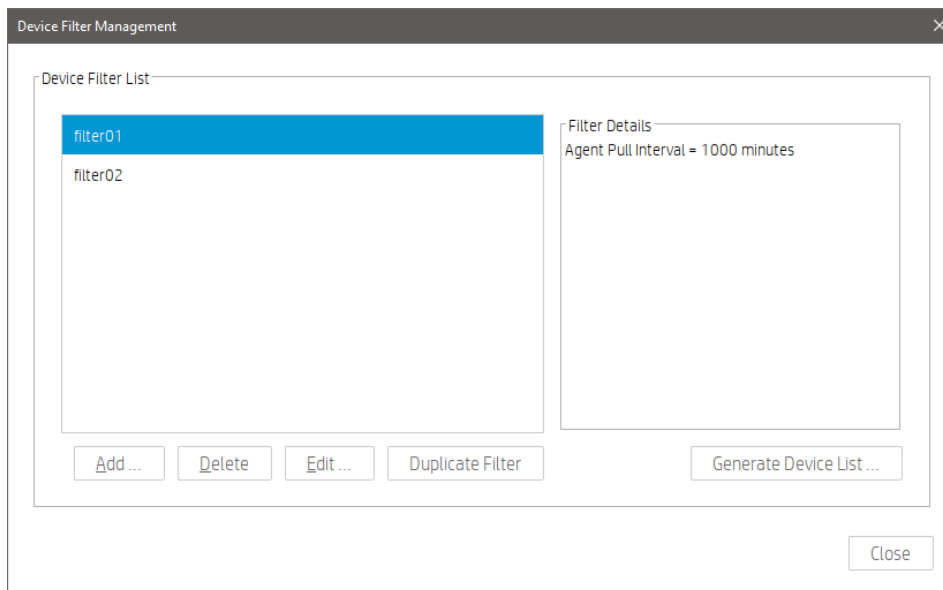 Device Filter Management
Device Filter List
filter01
filter02
Filter Details
Agent Pull Interval = 1000 minutes
Add ...
Delete
Edit ...
Duplicate Filter
Generate Device List ...
Close